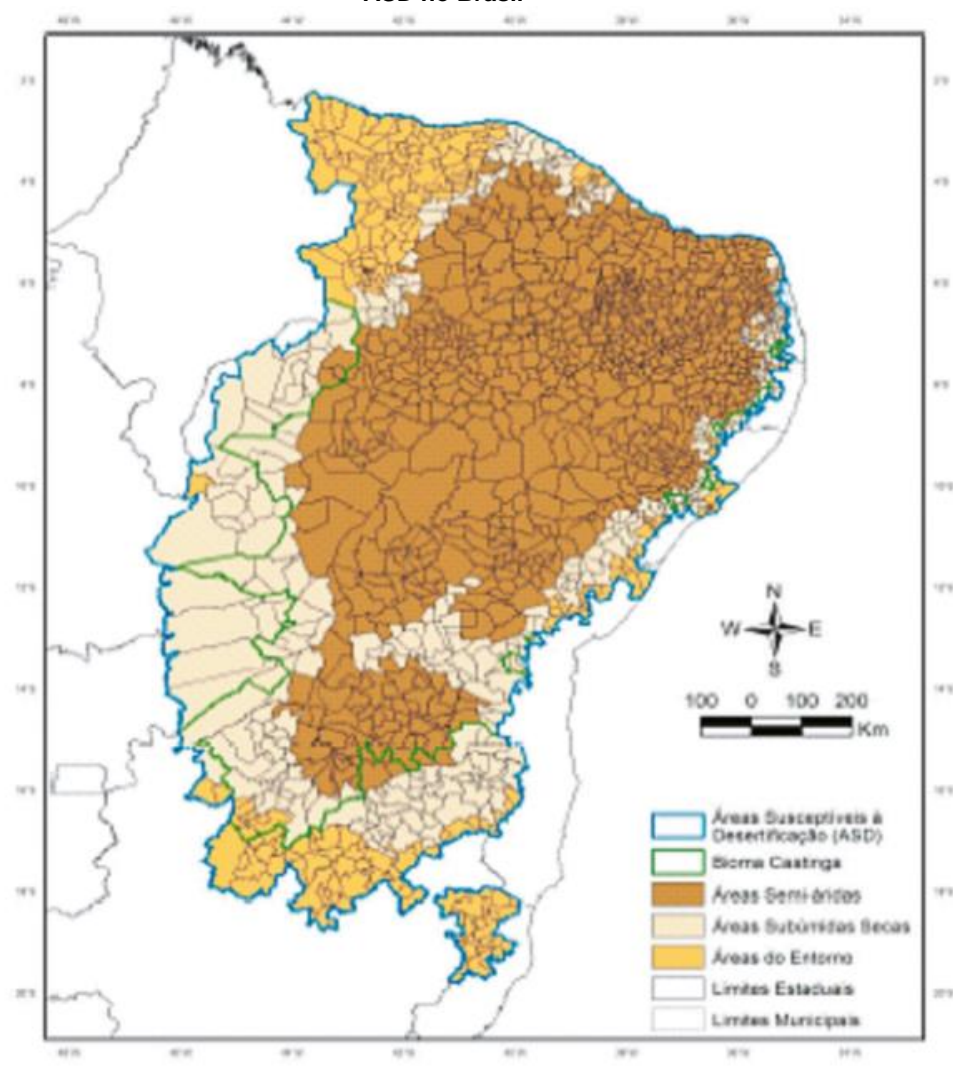 ASD no Brasil
N
W E
S
100 0 100 200
Km
Áreas Susceptíveis à
Desertificação (ASD)
Bioma Caatinga
Áreas Semi-áridas
Áreas Subúmidas Secas
Áreas do Entorno
Limites Estaduais
Limites Municipais